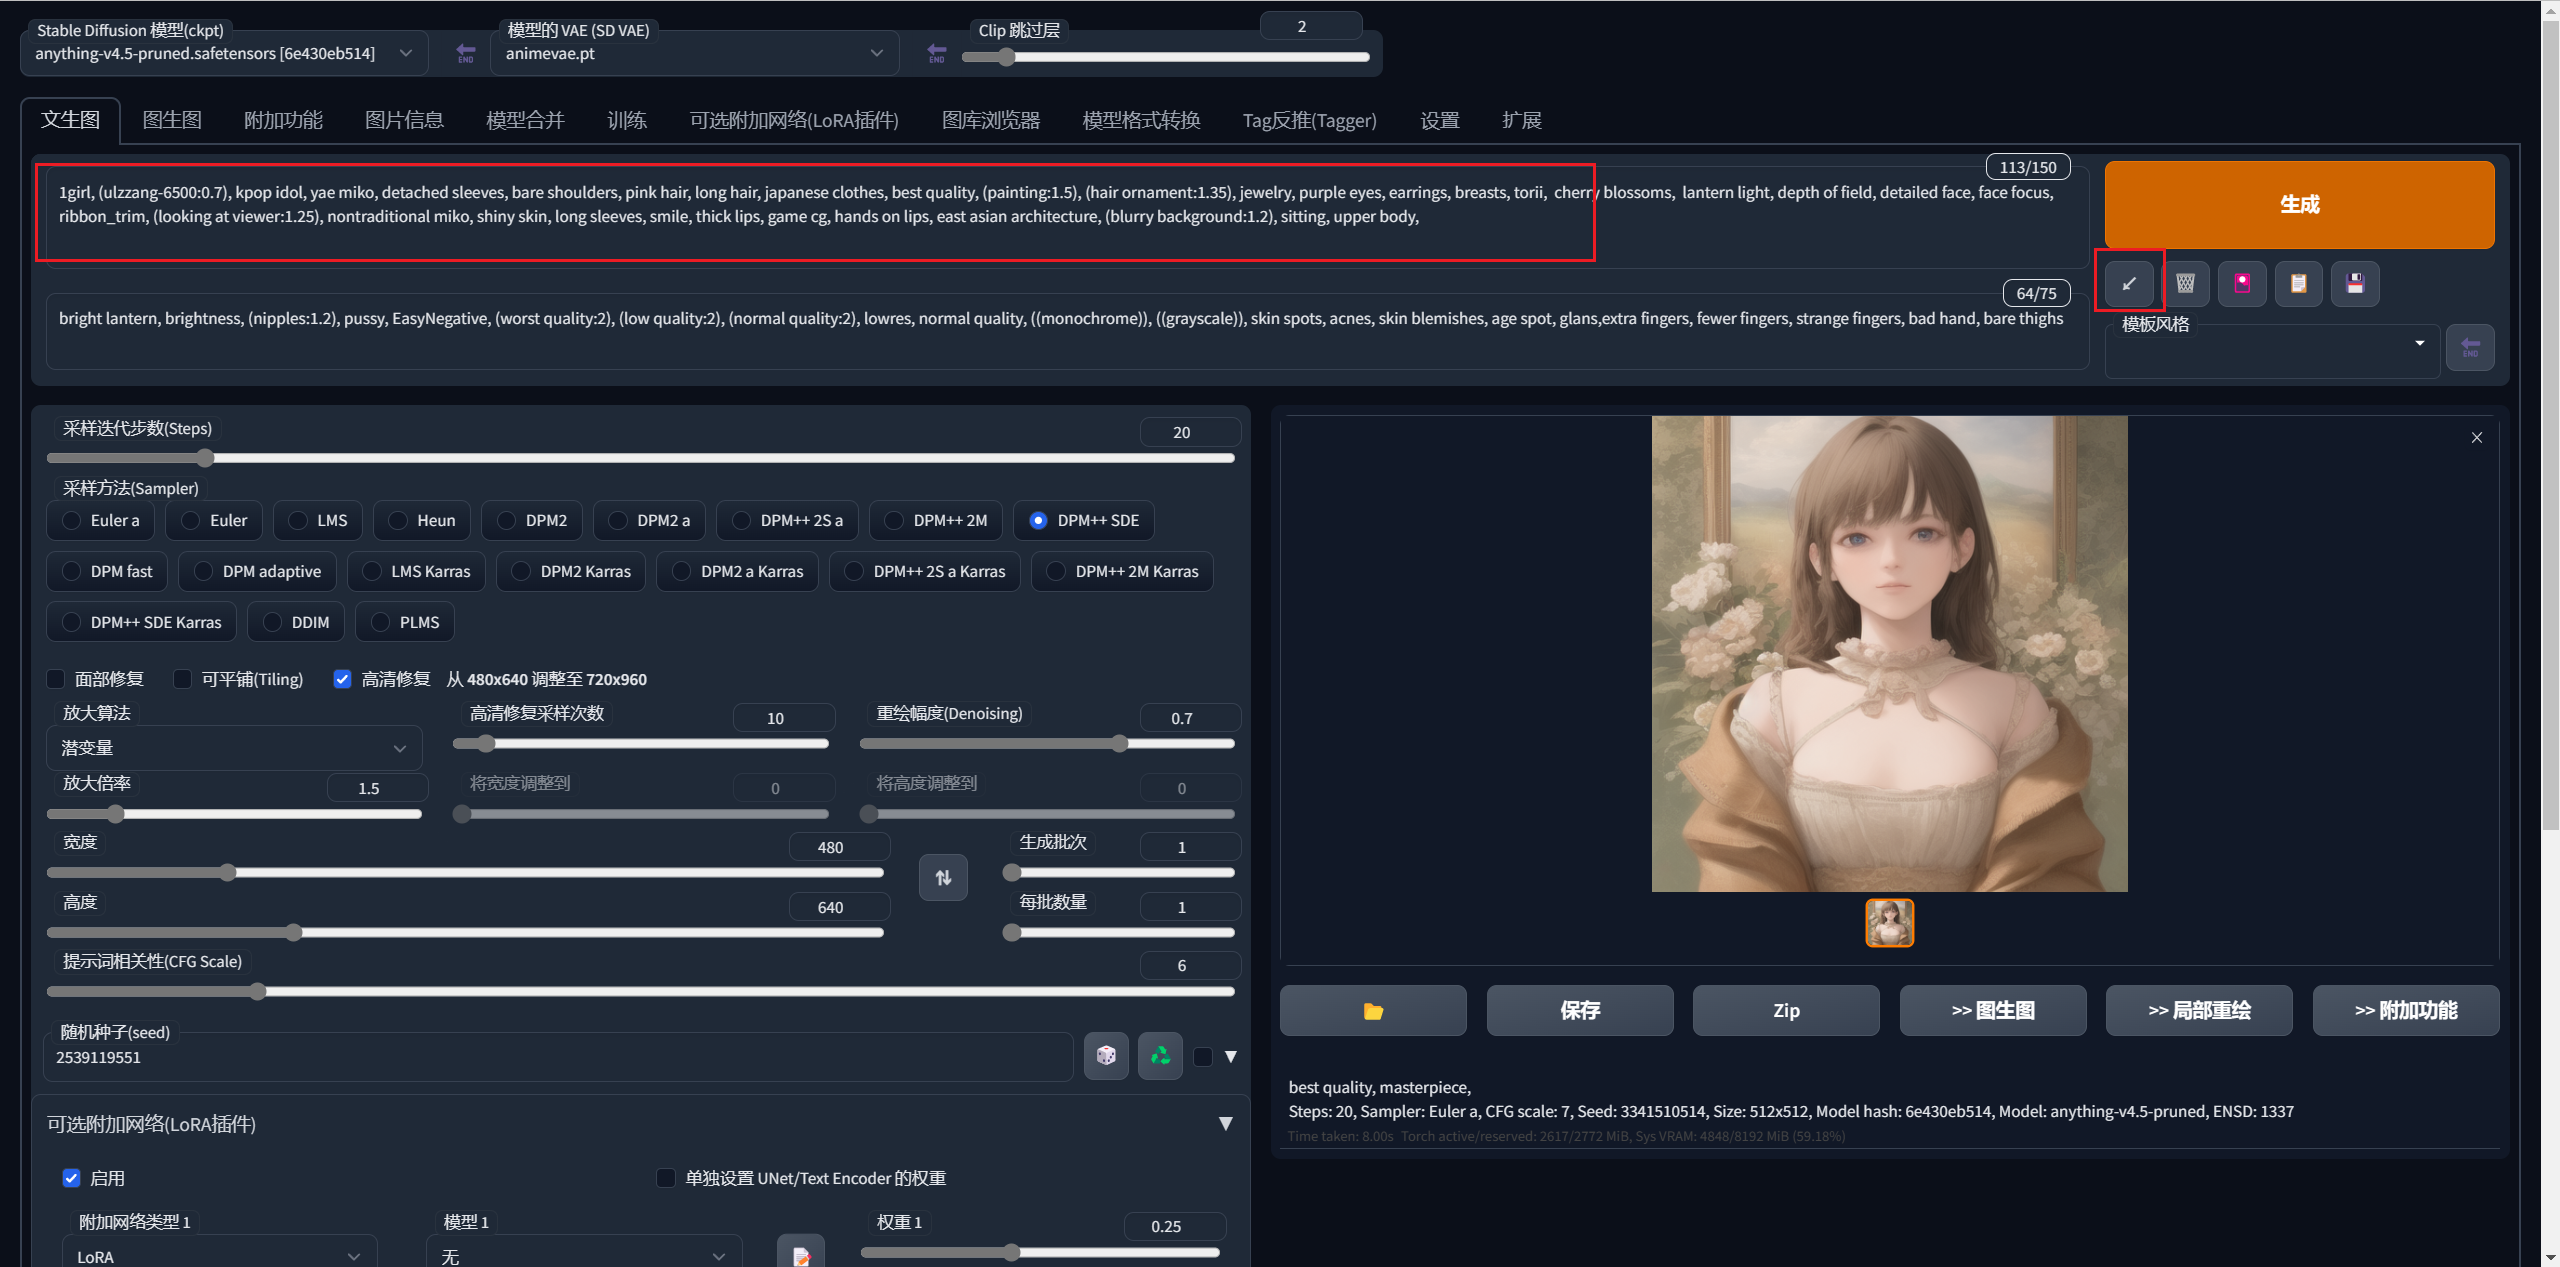 Stable Diffusion 模型(ckpt)
anything-v4.5-pruned.safetensors [6e430eb514]
END
模型的 VAE (SD VAE)
animevae.pt
END
Clip 跳过层
2
文生图 图生图 附加功能 图片信息 模型合并 训练 可选附加网络(LoRA插件) 图库浏览器 模型格式转换 Tag反推(Tagger) 设置 扩展
113/150
1girl, (ulzzang-6500:0.7), kpop idol, yae miko, detached sleeves, bare shoulders, pink hair, long hair, japanese clothes, best quality, (painting:1.5), (hair ornament:1.35), jewelry, purple eyes, earrings, breasts, torii, cherry blossoms, lantern light, depth of field, detailed face, face focus,
ribbon_trim, (looking at viewer:1.25), nontraditional miko, shiny skin, long sleeves, smile, thick lips, game cg, hands on lips, east asian architecture, (blurry background:1.2), sitting, upper body,
生成
64/75
bright lantern, brightness, (nipples:1.2), pussy, EasyNegative, (worst quality:2), (low quality:2), (normal quality:2), lowres, normal quality, ((monochrome)), ((grayscale)), skin spots, acnes, skin blemishes, age spot, glans,extra fingers, fewer fingers, strange fingers, bad hand, bare thighs
模板风格
END
采样迭代步数(Steps)
20
采样方法(Sampler)
Euler a Euler LMS Heun DPM2 DPM2 a DPM++ 2S a DPM++ 2M DPM++ SDE
DPM fast DPM adaptive LMS Karras DPM2 Karras DPM2 a Karras DPM++ 2S a Karras DPM++ 2M Karras
DPM++ SDE Karras DDIM PLMS
面部修复 可平铺(Tiling) 高清修复 从 480x640 调整至 720x960
放大算法
潜变量
高清修复采样次数
10
重绘幅度(Denoising)
0.7
放大倍率
1.5
将宽度调整到
0
将高度调整到
0
宽度
480
生成批次
1
高度
640
每批数量
1
提示词相关性(CFG Scale)
6
随机种子(seed)
2539119551
可选附加网络(LoRA插件)
启用
单独设置 UNet/Text Encoder 的权重
附加网络类型 1
LoRA
模型 1
无
权重 1
0.25
保存
Zip
>> 图生图
>> 局部重绘
>> 附加功能
best quality, masterpiece,
Steps: 20, Sampler: Euler a, CFG scale: 7, Seed: 3341510514, Size: 512x512, Model hash: 6e430eb514, Model: anything-v4.5-pruned, ENSD: 1337
Time taken: 8.00s Torch active/reserved: 2617/2772 MiB, Sys VRAM: 4848/8192 MiB (59.18%)